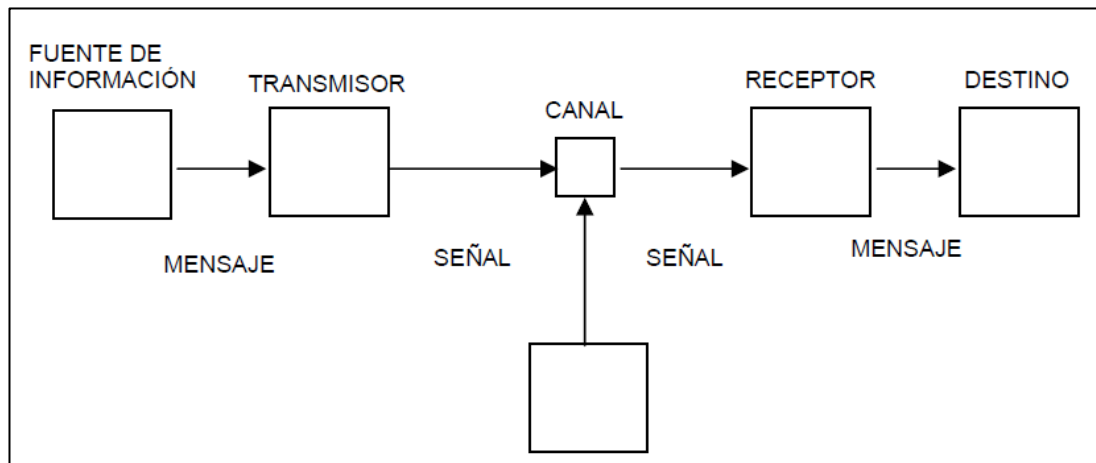 FUENTE DE
INFORMACIÓN
TRANSMISOR
CANAL
RECEPTOR
DESTINO
MENSAJE
SEÑAL
SEÑAL
MENSAJE